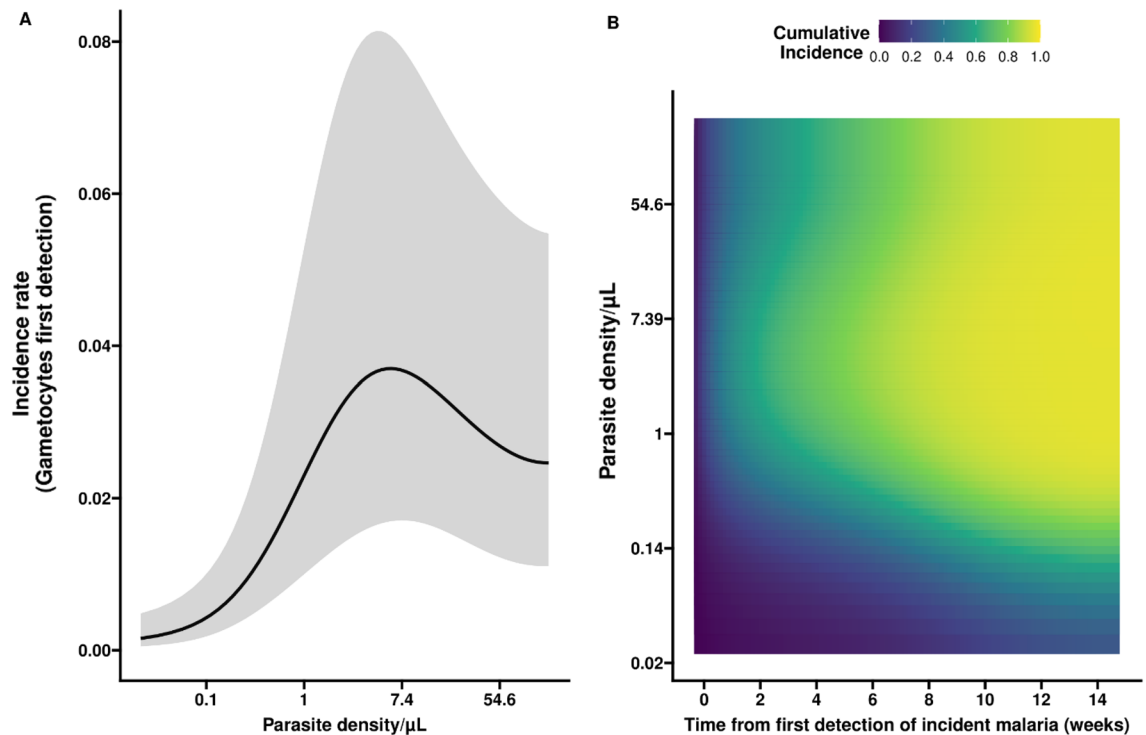 A
0.08
0.06
0.04
0.02
0.00
Incidence rate
(Gametocytes first detection)
0.1 1 7.4 54.6
Parasite density/µL
B
Cumulative
Incidence
0.0 0.2 0.4 0.6 0.8 1.0
54.6
7.39
1
0.14
0.02
Parasite density/µL
0 2 4 6 8 10 12 14
Time from first detection of incident malaria (weeks)